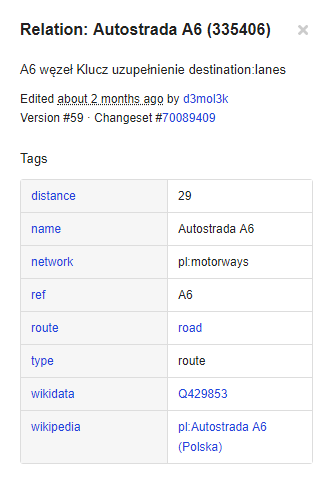 Relation: Autostrada A6 (335406) ×
A6 węzeł Klucz uzupełnienie destination:lanes
Edited about 2 months ago by d3mol3k
Version #59 · Changeset #70089409
Tags
distance 29
name Autostrada A6
network pl:motorways
ref A6
route road
type route
wikidata Q429853
wikipedia pl:Autostrada A6
(Polska)